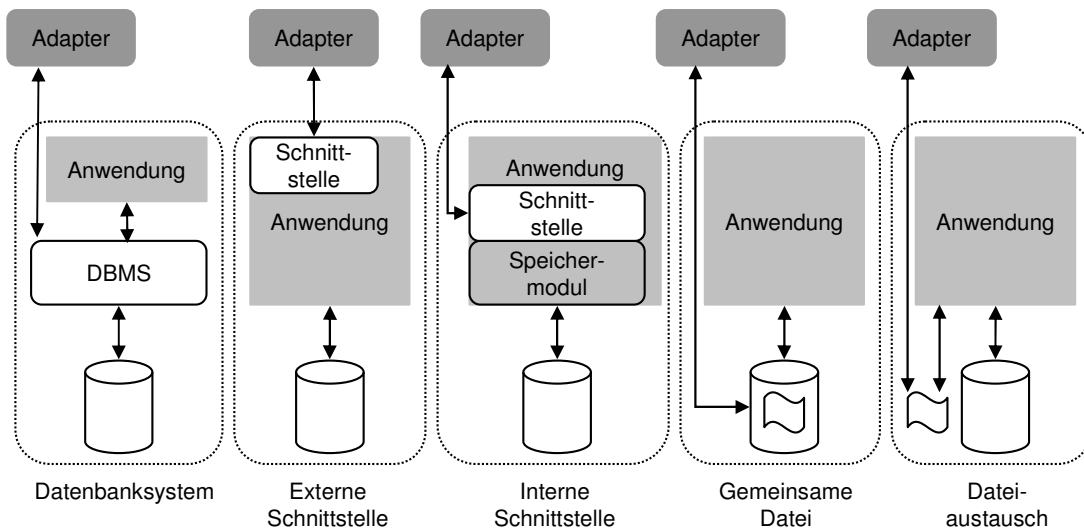 Adapter
Adapter
Adapter
Adapter
Adapter
Anwendung
DBMS
Schnitt-
stelle
Anwendung
Anwendung
Schnitt-
stelle
Speicher-
modul
Anwendung
Anwendung
Datenbanksystem
Externe
Schnittstelle
Interne
Schnittstelle
Gemeinsame
Datei
Datei-
austausch